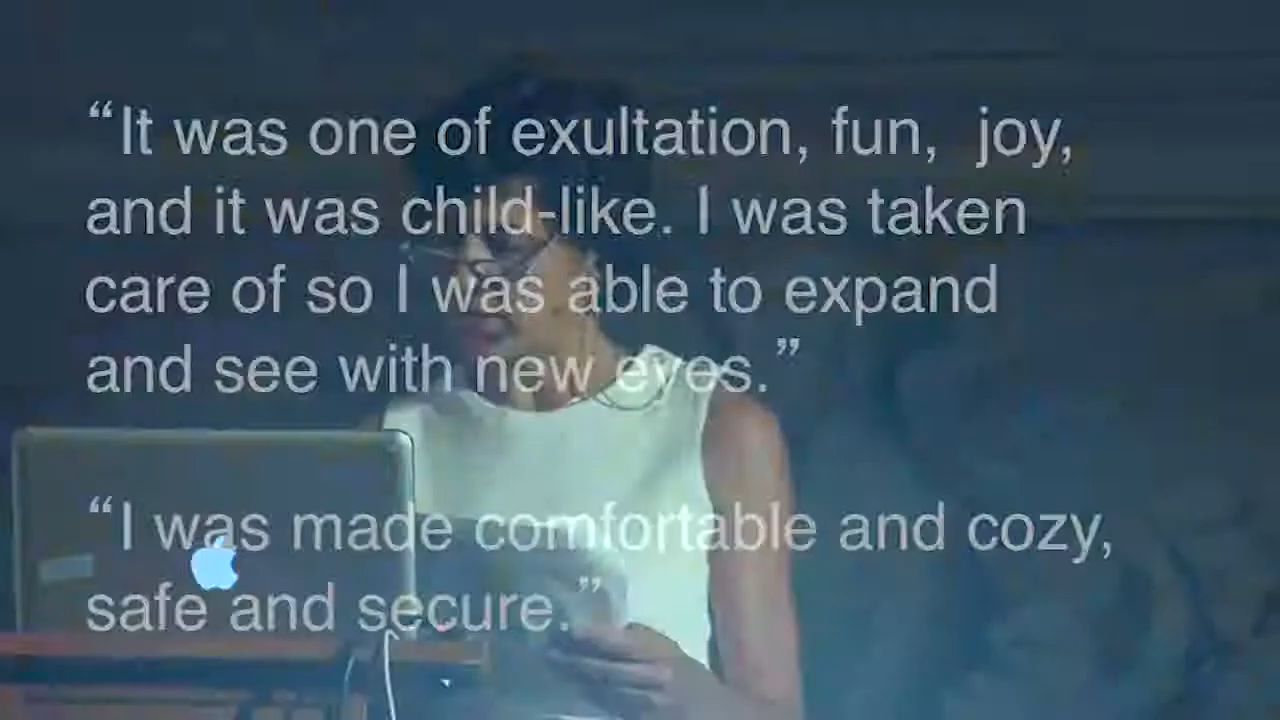 “It was one of exultation, fun,  joy,
and it was child-like. I was taken
care of so I was able to expand
and see with new eyes.”
“I was made comfortable and cozy,
safe and secure.”